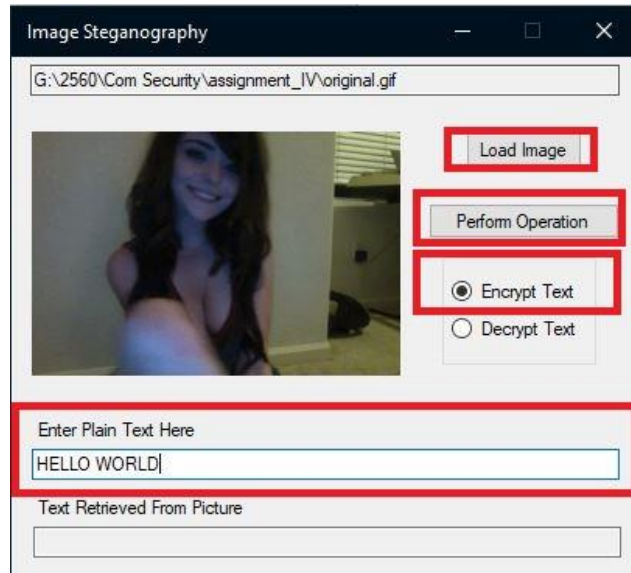 Image Steganography
G:\2560\Com Security\assignment_IV\original.gif
Load Image
Perform Operation
Encrypt Text
Decrypt Text
Enter Plain Text Here
HELLO WORLD
Text Retrieved From Picture